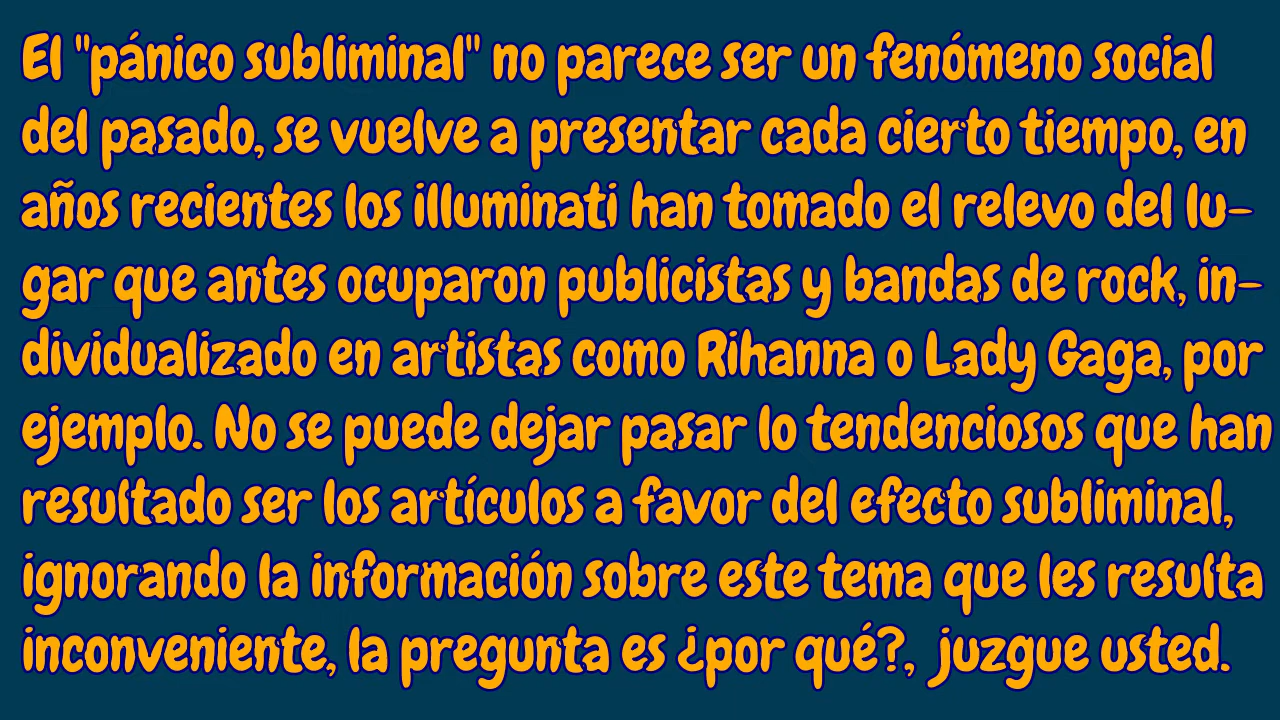 El "pánico subliminal" no parece ser un fenómeno social
del pasado, se vuelve a presentar cada cierto tiempo, en
años recientes los illuminati han tomado el relevo del lu-
gar que antes ocuparon publicistas y bandas de rock, in-
dividualizado en artistas como Rihanna o Lady Gaga, por
ejemplo. No se puede dejar pasar lo tendenciosos que han
resultado ser los artículos a favor del efecto subliminal,
ignorando la información sobre este tema que les resulta
inconveniente, la pregunta es ¿por qué?, juzgue usted.